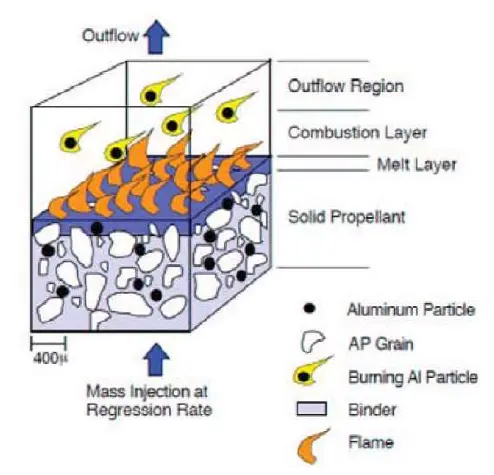 Outflow
Outflow Region
Combustion Layer
Melt Layer
Solid Propellant
Aluminum Particle
AP Grain
Burning Al Particle
Binder
Flame
400μ
Mass Injection at
Regression Rate